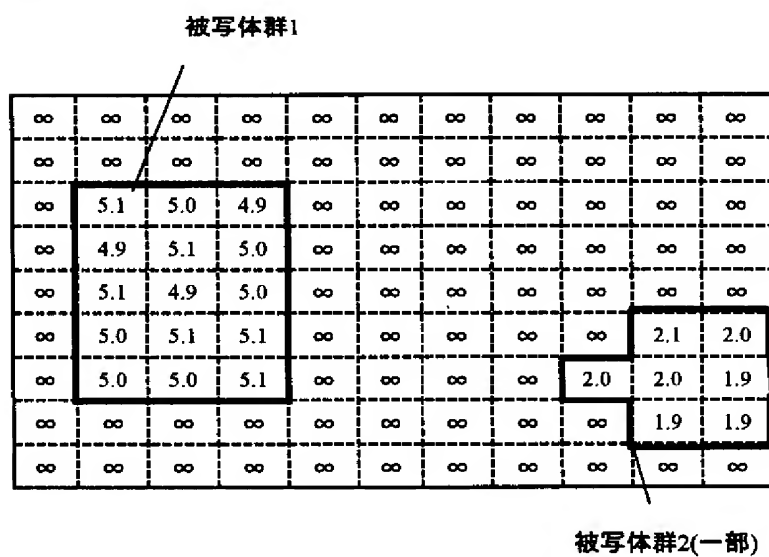 被写体群1
∞ ∞ ∞ ∞ ∞ ∞ ∞ ∞ ∞ ∞ ∞
∞ ∞ ∞ ∞ ∞ ∞ ∞ ∞ ∞ ∞ ∞
∞ 5.1 5.0 4.9 ∞ ∞ ∞ ∞ ∞ ∞ ∞
∞ 4.9 5.1 5.0 ∞ ∞ ∞ ∞ ∞ ∞ ∞
∞ 5.1 4.9 5.0 ∞ ∞ ∞ ∞ ∞ ∞ ∞
∞ 5.0 5.1 5.1 ∞ ∞ ∞ ∞ ∞ 2.1 2.0
∞ 5.0 5.0 5.1 ∞ ∞ ∞ ∞ 2.0 2.0 1.9
∞ ∞ ∞ ∞ ∞ ∞ ∞ ∞ ∞ 1.9 1.9
∞ ∞ ∞ ∞ ∞ ∞ ∞ ∞ ∞ ∞ ∞
被写体群2(一部)